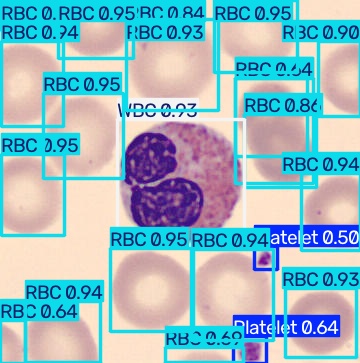 RBC 0.95
RBC 0.84
RBC 0.95
RBC 0.94
RBC 0.93
RBC 0.90
RBC 0.64
RBC 0.95
RBC 0.86
WBC 0.93
RBC 0.95
RBC 0.94
RBC 0.95
RBC 0.94
atelet 0.50
RBC 0.94
RBC 0.93
RBC 0.64
Platelet 0.64
RBC 0.69